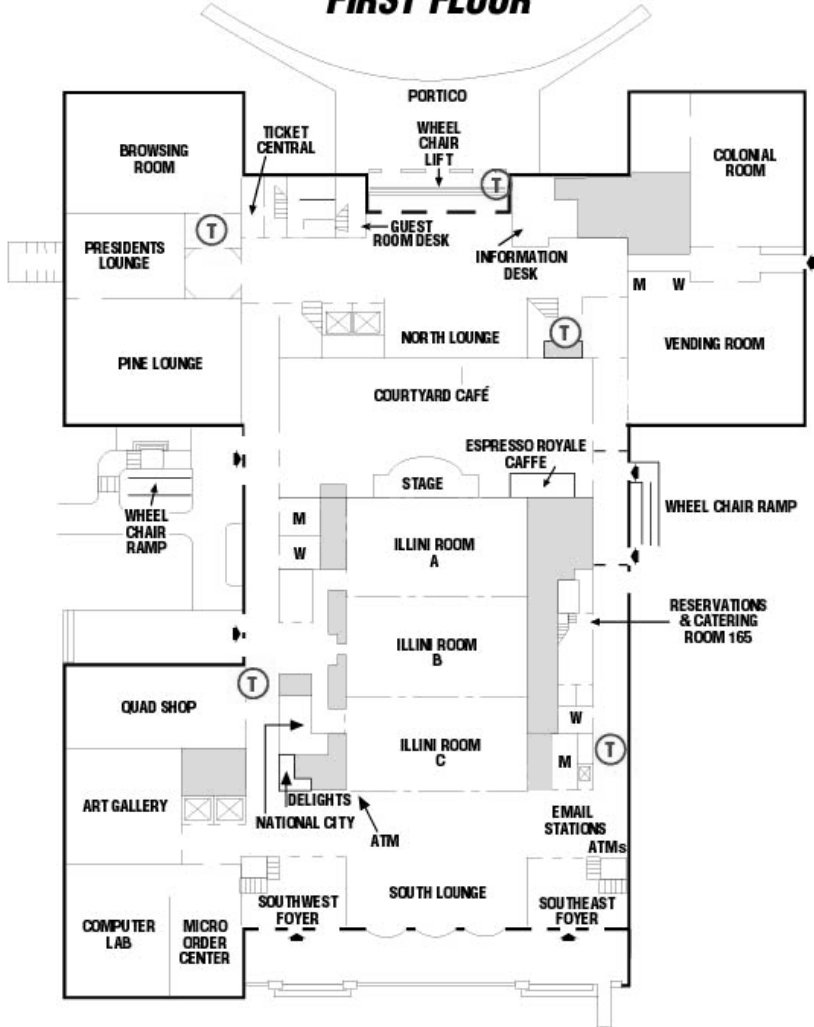 FIRST FLOOR
PORTICO
TICKET
CENTRAL
WHEEL
CHAIR
LIFT
BROWSING
ROOM
COLONIAL
ROOM
T
T
GUEST
ROOM DESK
PRESIDENTS
LOUNGE
INFORMATION
DESK
M W
T
NORTH LOUNGE
VENDING ROOM
PINE LOUNGE
COURTYARD CAFÉ
ESPRESSO ROYALE
CAFFE
STAGE
WHEEL
CHAIR
RAMP
WHEEL CHAIR RAMP
M
W
ILLINI ROOM
A
RESERVATIONS
& CATERING
ROOM 165
ILLINI ROOM
B
T
QUAD SHOP
W
M
T
ILLINI ROOM
C
ART GALLERY
DELIGHTS
NATIONAL CITY
ATM
EMAIL
STATIONS
ATMs
SOUTHWEST
FOYER
SOUTH LOUNGE
SOUTHEAST
FOYER
COMPUTER
LAB
MICRO
ORDER
CENTER